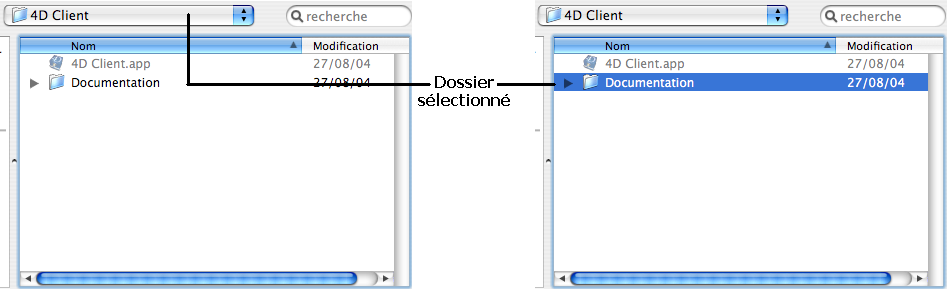 4D Client
recherche
Nom Modification
4D Client.app 27/08/04
Documentation 27/08/04
Dossier
sélectionné
4D Client
recherche
Nom Modification
4D Client.app 27/08/04
Documentation 27/08/04